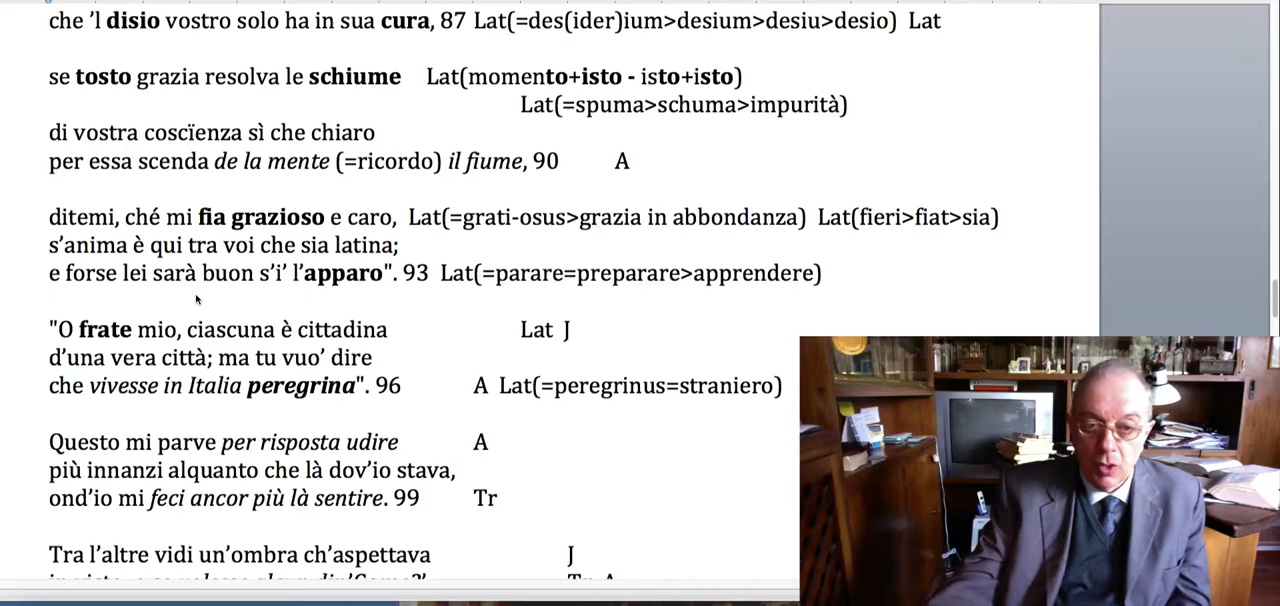 che 'l disio vostro solo ha in sua cura, 87 Lat(=des(ider)ium>desium>desiu>desio) Lat
se tosto grazia resolva le schiume Lat(momento+isto - isto+isto)
Lat(=spuma>schuma>impurità)
di vostra coscïenza sì che chiaro
per essa scenda de la mente (=ricordo) il fiume, 90 A
ditemi, ché mi fia grazioso e caro, Lat(=grati-osus>grazia in abbondanza) Lat(fieri>fiat>sia)
s'anima è qui tra voi che sia latina;
e forse lei sarà buon s'i' l'apparo". 93 Lat(=parare=preparare>apprendere)
"O frate mio, ciascuna è cittadina Lat J
d'una vera città; ma tu vuo' dire
che vivesse in Italia peregrina". 96 A Lat(=peregrinus=straniero)
Questo mi parve per risposta udire A
più innanzi alquanto che là dov'io stava,
ond'io mi feci ancor più là sentire. 99 Tr
Tra l'altre vidi un'ombra ch'aspettava J